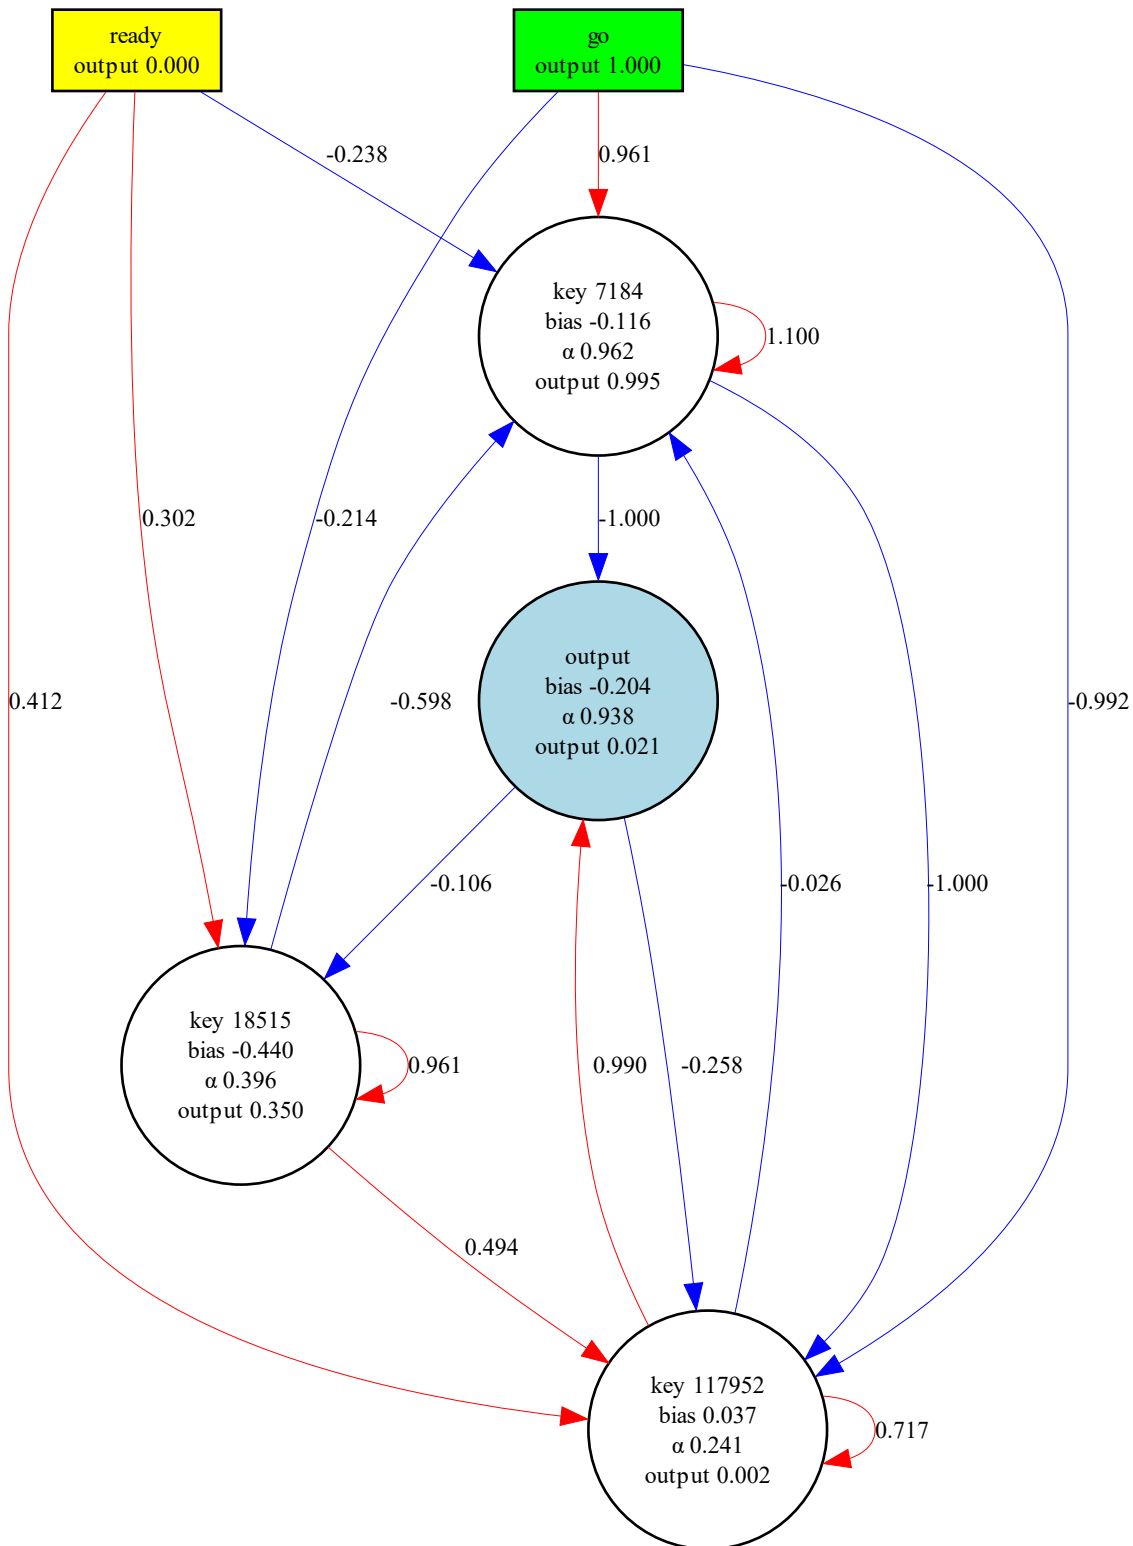 ready
output 0.000
go
output 1.000
-0.238
0.961
key 7184
bias -0.116
α 0.962
output 0.995
1.100
0.302
-0.214
-1.000
output
bias -0.204
α 0.938
output 0.021
0.412
-0.598
-0.992
-0.106
-0.026
-1.000
key 18515
bias -0.440
α 0.396
output 0.350
0.961
0.990
-0.258
0.494
key 117952
bias 0.037
α 0.241
output 0.002
0.717